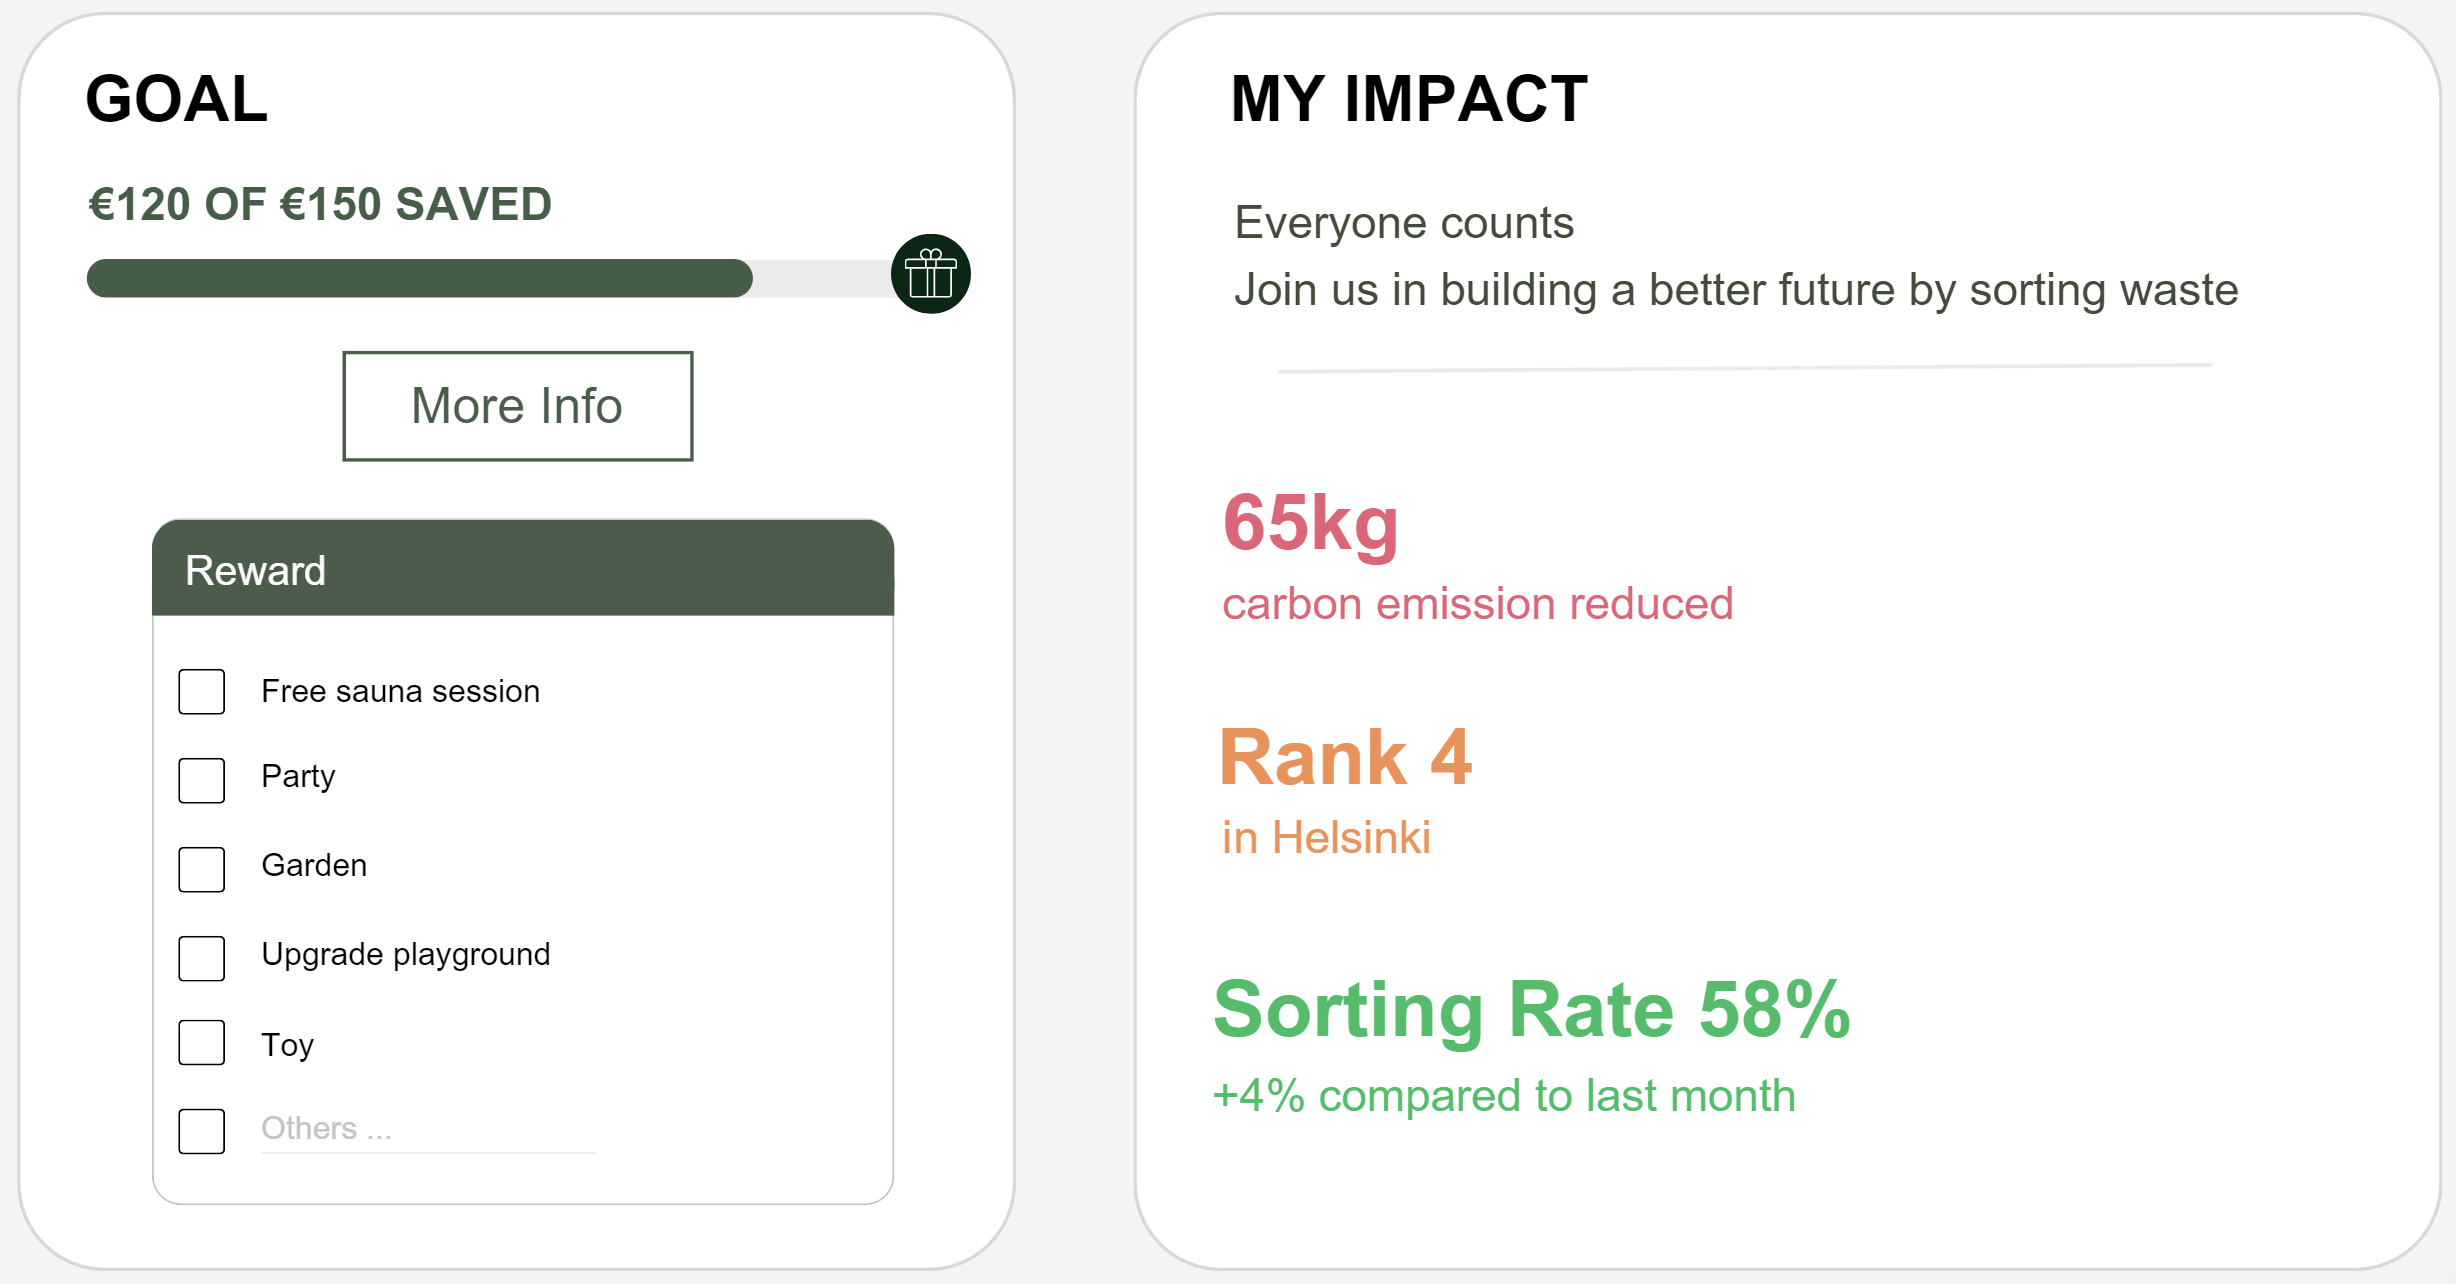 GOAL
€120 OF €150 SAVED
More Info
Reward
Free sauna session
Party
Garden
Upgrade playground
Toy
Others ...
MY IMPACT
Everyone counts
Join us in building a better future by sorting waste
65kg
carbon emission reduced
Rank 4
in Helsinki
Sorting Rate 58%
+4% compared to last month